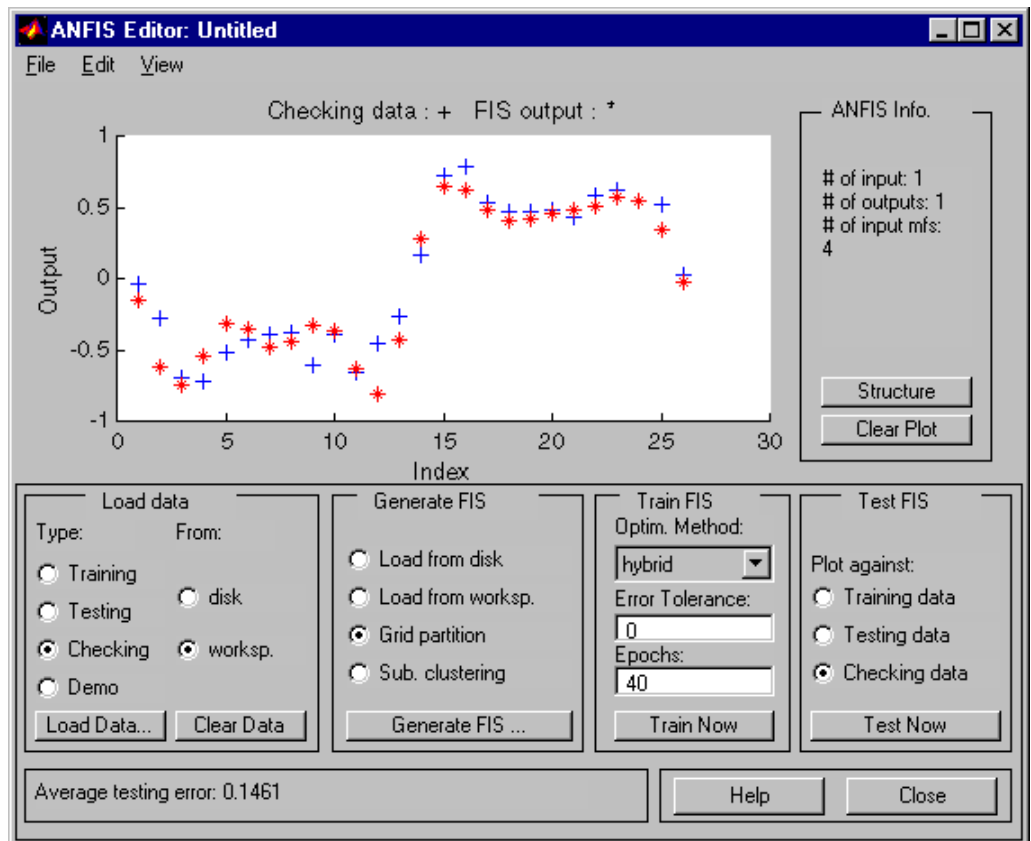 ANFIS Editor: Untitled
File Edit View
Checking data : + FIS output : *
1
0.5
0
-0.5
-1
Output
0 5 10 15 20 25 30
Index
ANFIS Info.
# of input: 1
# of outputs: 1
# of input mfs:
4
Structure
Clear Plot
Load data
Type: From:
Training
Testing
Checking
Demo
disk
worksp.
Load Data... Clear Data
Generate FIS
Load from disk
Load from worksp.
Grid partition
Sub. clustering
Generate FIS ...
Train FIS
Optim. Method:
hybrid
Error Tolerance:
0
Epochs:
40
Train Now
Test FIS
Plot against:
Training data
Testing data
Checking data
Test Now
Average testing error: 0.1461
Help Close